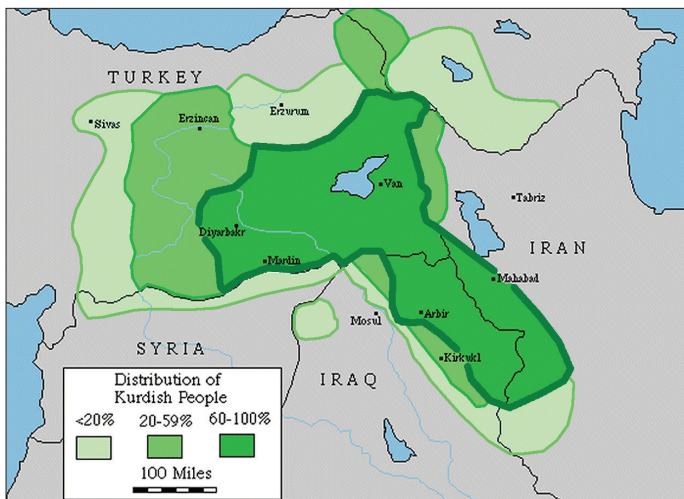 TURKEY
Sivas
Erzincan
Erzurum
Van
Tabriz
Diyarbakr
Mardin
IRAN
Mahabad
Mosul
Arbir
Kirkukl
SYRIA
IRAQ
Distribution of
Kurdish People
<20% 20-59% 60-100%
100 Miles